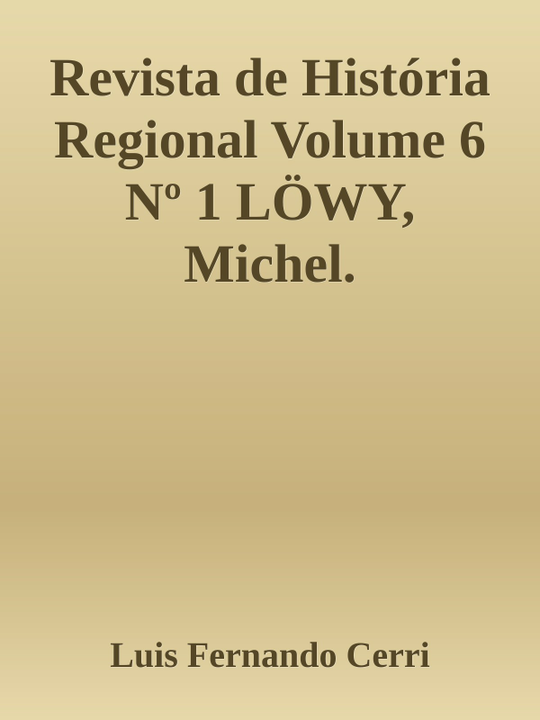 Revista de História
Regional Volume 6
Nº 1 LÖWY,
Michel.
Luis Fernando Cerri